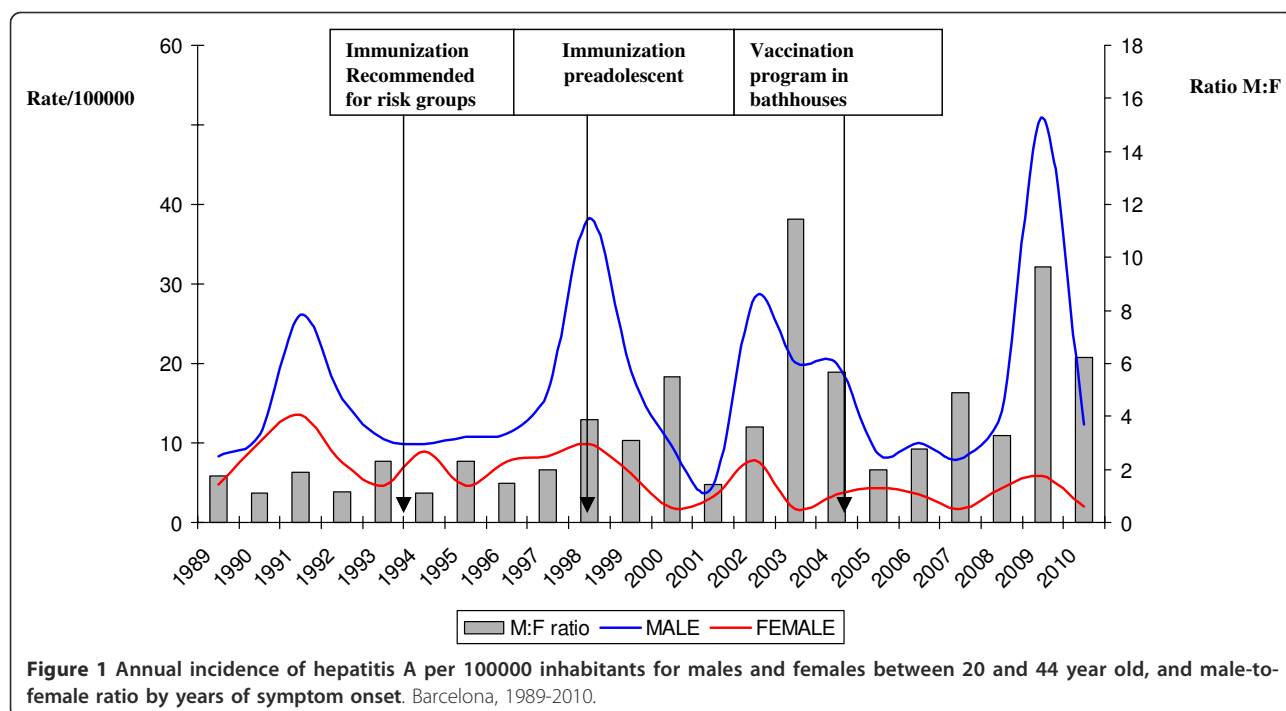 60
Rate/100000
40
30
20
10
0
Immunization
Recommended
for risk groups
Immunization
preadolescent
Vaccination
program in
bathhouses
18
Ratio M:F
16
14
12
10
8
6
4
2
0
1989
1990
1991
1992
1993
1994
1995
1996
1997
1998
1999
2000
2001
2002
2003
2004
2005
2006
2007
2008
2009
2010
M:F ratio MALE FEMALE
Figure 1 Annual incidence of hepatitis A per 100000 inhabitants for males and females between 20 and 44 year old, and male-to-
female ratio by years of symptom onset. Barcelona, 1989-2010.